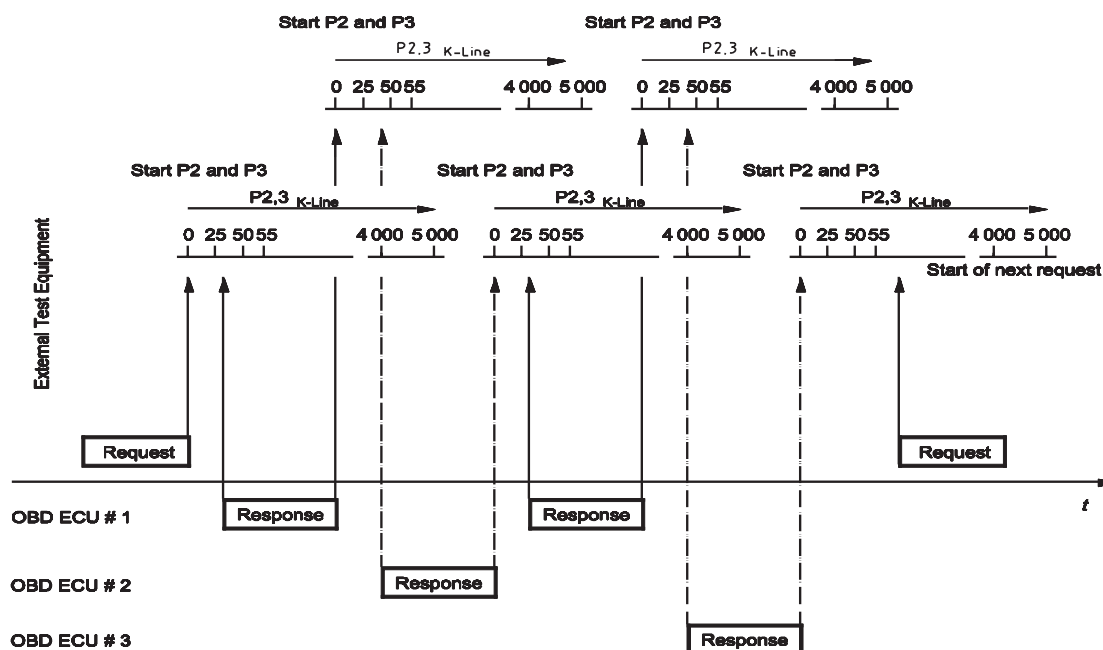 Start P2 and P3 Start P2 and P3
P2,3 K-Line P2,3 K-Line
0 25 50 55 4 000 5 000 0 25 50 55 4 000 5 000
Start P2 and P3 Start P2 and P3 Start P2 and P3
P2,3 K-Line P2,3 K-Line P2,3 K-Line
0 25 50 55 4 000 5 000 0 25 50 55 4 000 5 000 0 25 50 55 4 000 5 000
Start of next request
External Test Equipment
Request Request
t
OBD ECU # 1 Response Response
OBD ECU # 2 Response
OBD ECU # 3 Response